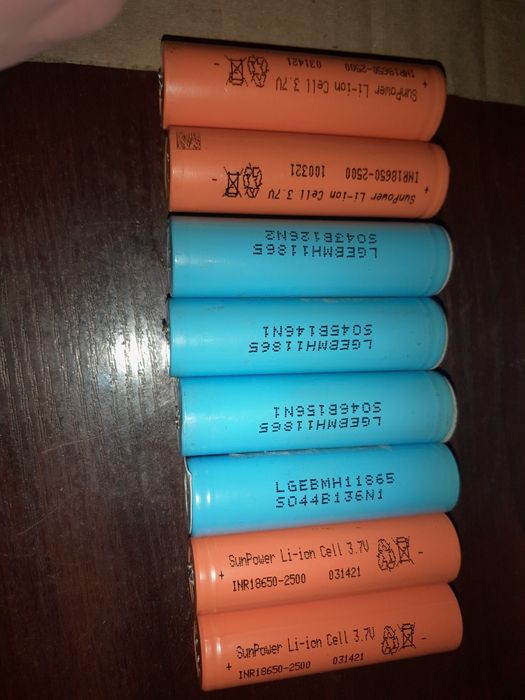 SunPower Li-ion Cell 3.7V
INR18650-2500 031421
+ -
SunPower Li-ion Cell 3.7V
INR18650-2500 100321
+ -
LGEBMH11865
S043B126N2
LGEBMH11865
S045B146N1
LGEBMH11865
S046B156N1
LGEBMH11865
S044B136N1
SunPower Li-ion Cell 3.7V
+ INR18650-2500 031421 -
SunPower Li-ion Cell 3.7V
+ INR18650-2500 031421 -